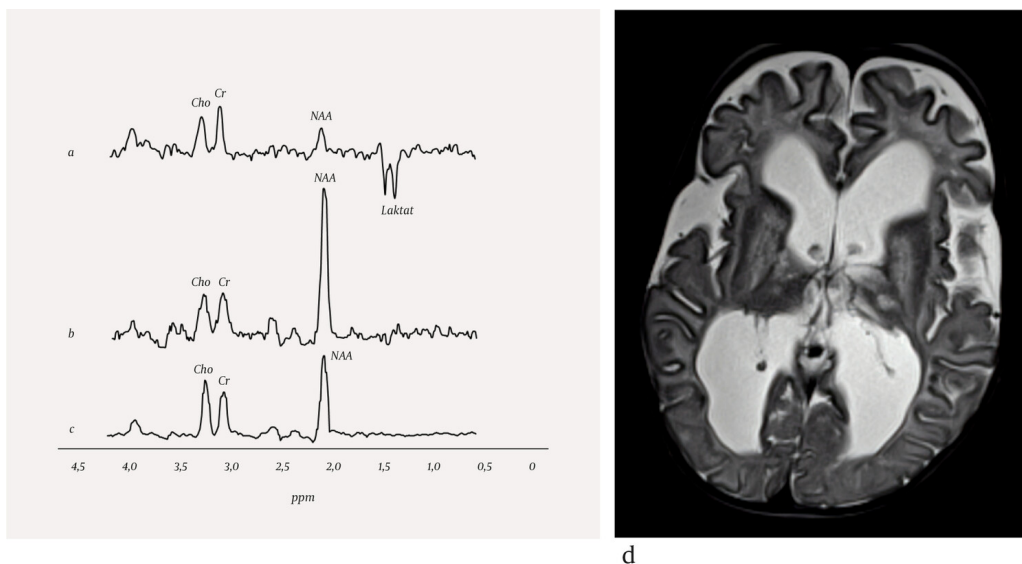 Cho Cr NAA
a
Laktat
NAA
Cho Cr
b
NAA
Cho Cr
c
4,5 4,0 3,5 3,0 2,5 2,0 1,5 1,0 0,5 0
ppm
d